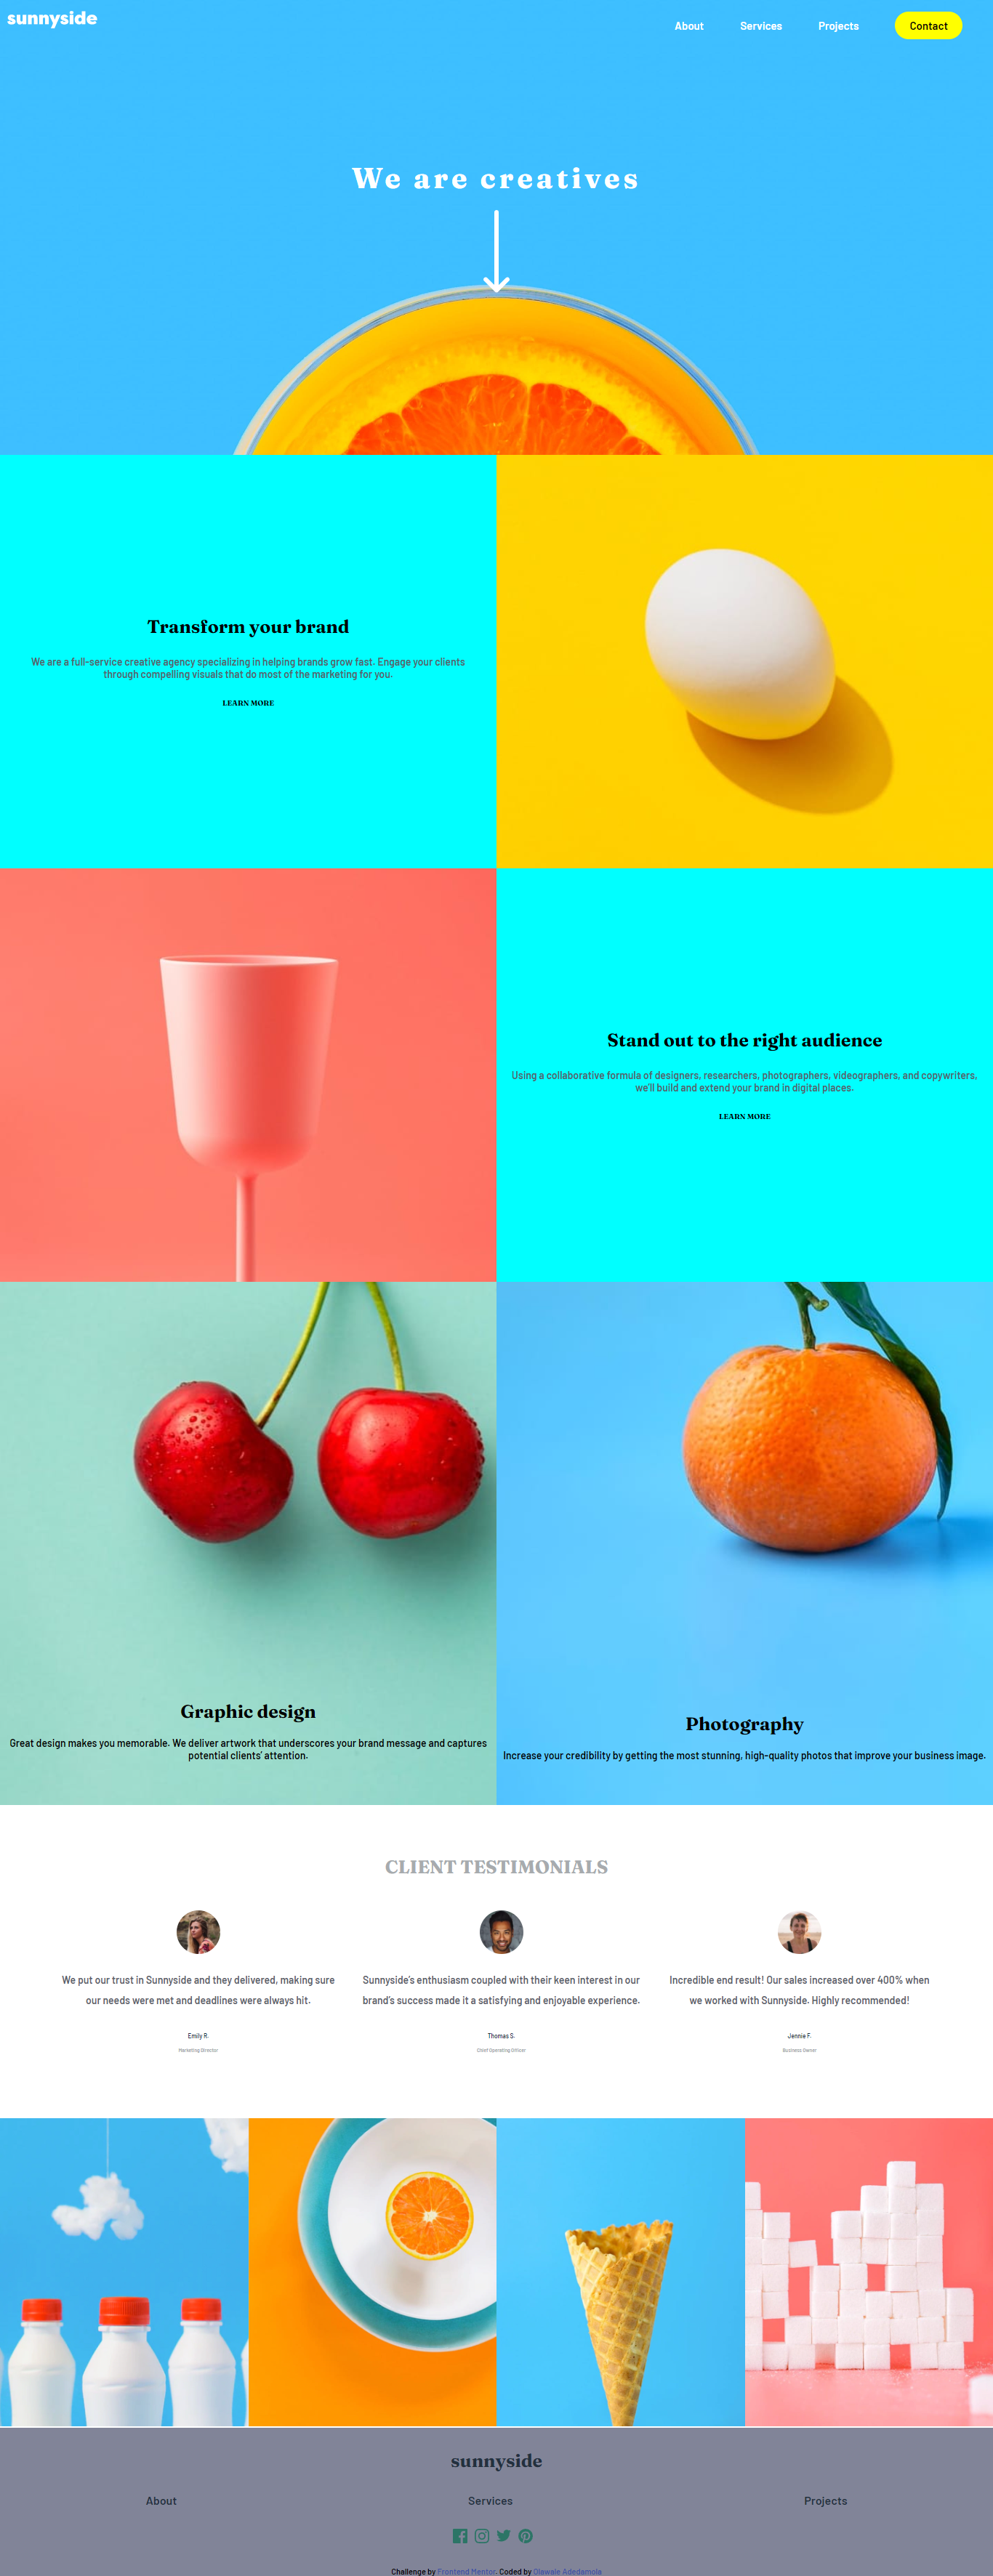 sunnyside
About Services Projects Contact
We are creatives
Transform your brand
We are a full-service creative agency specializing in helping brands grow fast. Engage your clients
through compelling visuals that do most of the marketing for you.
LEARN MORE
Stand out to the right audience
Using a collaborative formula of designers, researchers, photographers, videographers, and copywriters,
we'll build and extend your brand in digital places.
LEARN MORE
Graphic design
Great design makes you memorable. We deliver artwork that underscores your brand message and captures
potential clients' attention.
Photography
Increase your credibility by getting the most stunning, high-quality photos that improve your business image.
CLIENT TESTIMONIALS
We put our trust in Sunnyside and they delivered, making sure
our needs were met and deadlines were always hit.
Emily R.
Marketing Director
Sunnyside's enthusiasm coupled with their keen interest in our
brand's success made it a satisfying and enjoyable experience.
Thomas S.
Chief Operating Officer
Incredible end result! Our sales increased over 400% when
we worked with Sunnyside. Highly recommended!
Jennie F.
Business Owner
sunnyside
About Services Projects
Challenge by Frontend Mentor. Coded by Olawale Adedamola